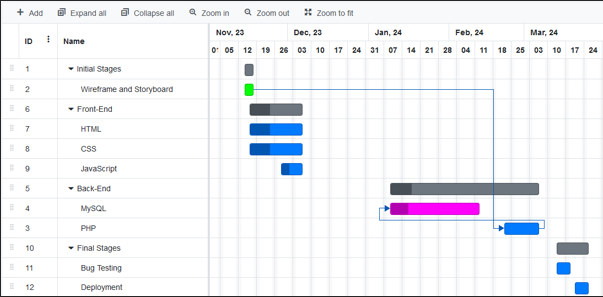 Add Expand all Collapse all Zoom in Zoom out Zoom to fit
Nov, 23 Dec, 23 Jan, 24 Feb, 24 Mar, 24
ID Name
05 12 19 26 03 10 17 24 31 07 14 21 28 04 11 18 25 03 10 17 24
1 Initial Stages
2 Wireframe and Storyboard
6 Front-End
7 HTML
8 CSS
9 JavaScript
5 Back-End
4 MySQL
3 PHP
10 Final Stages
11 Bug Testing
12 Deployment